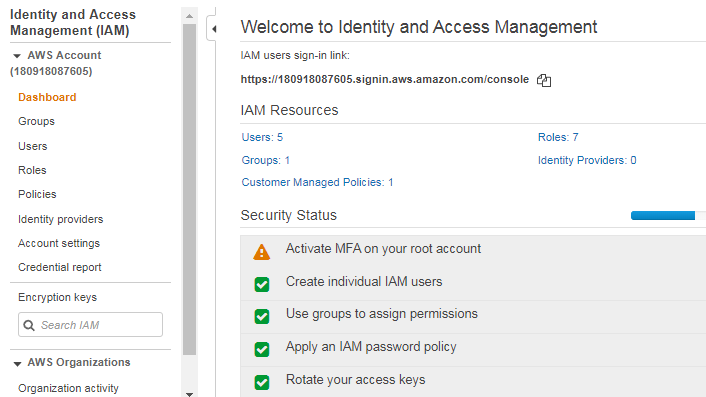 Identity and Access
Management (IAM)
AWS Account
(180918087605)
Dashboard
Groups
Users
Roles
Policies
Identity providers
Account settings
Credential report
Encryption keys
Search IAM
AWS Organizations
Organization activity
Welcome to Identity and Access Management
IAM users sign-in link:
https://180918087605.signin.aws.amazon.com/console
IAM Resources
Users: 5
Roles: 7
Groups: 1
Identity Providers: 0
Customer Managed Policies: 1
Security Status
Activate MFA on your root account
Create individual IAM users
Use groups to assign permissions
Apply an IAM password policy
Rotate your access keys